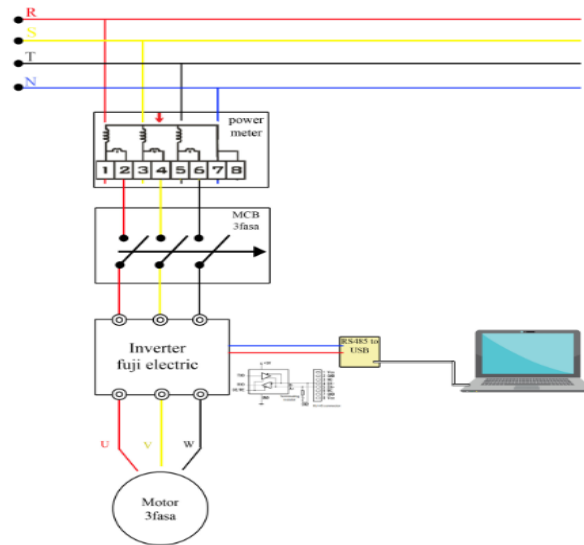 R
S
T
N
power
meter
1 2 3 4 5 6 7 8
MCB
3fasa
Inverter
fuji electric
RS485 to
USB
U V W
Motor
3fasa